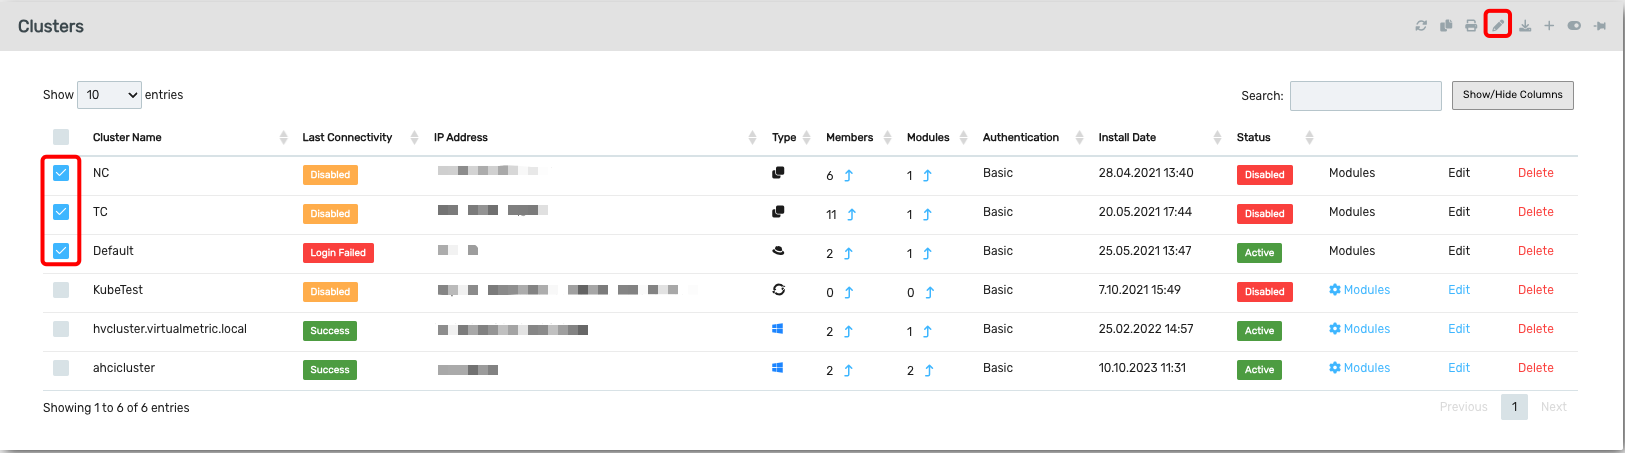 Clusters
Show 10 entries Search: Show/Hide Columns
Cluster Name Last Connectivity IP Address Type Members Modules Authentication Install Date Status
NC Disabled 6 1 Basic 28.04.2021 13:40 Disabled Modules Edit Delete
TC Disabled 11 1 Basic 20.05.2021 17:44 Disabled Modules Edit Delete
Default Login Failed 2 1 Basic 25.05.2021 13:47 Active Modules Edit Delete
KubeTest Disabled 0 0 Basic 7.10.2021 15:49 Disabled Modules Edit Delete
hvcluster.virtualmetric.local Success 2 1 Basic 25.02.2022 14:57 Active Modules Edit Delete
ahcicluster Success 2 2 Basic 10.10.2023 11:31 Active Modules Edit Delete
Showing 1 to 6 of 6 entries Previous 1 Next